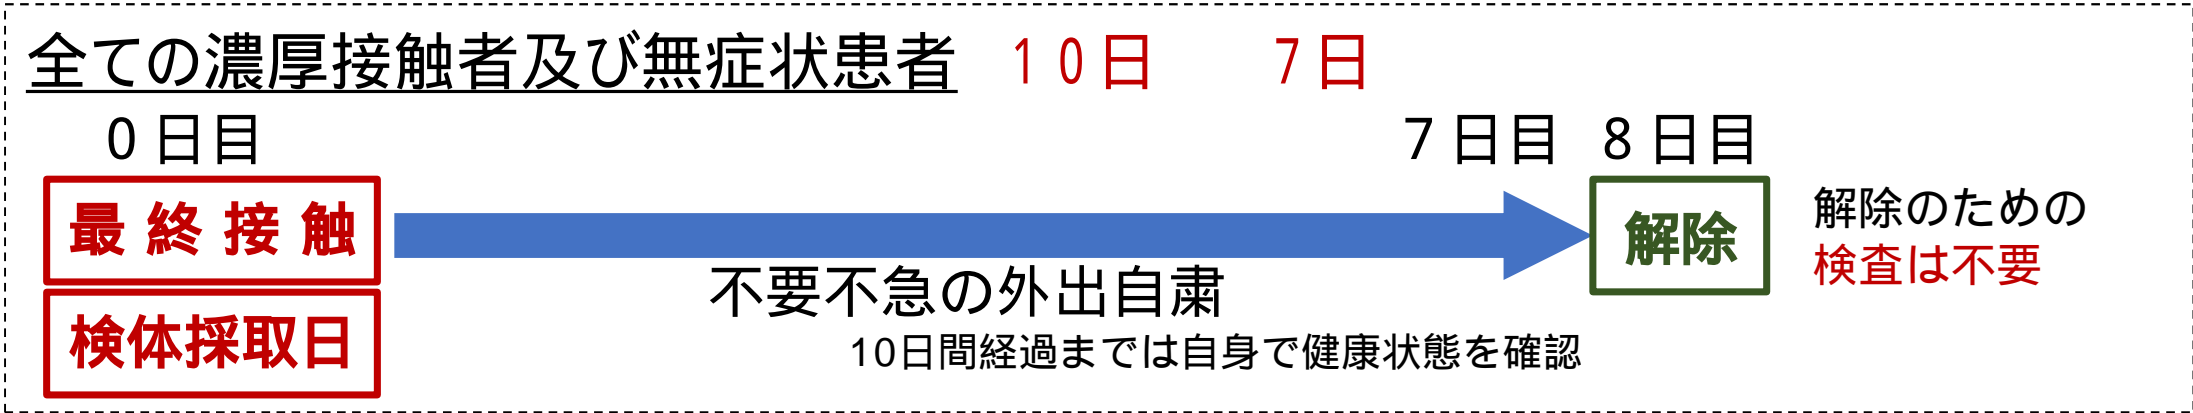 全ての濃厚接触者及び無症状患者　１０日　　７日
０日目　７日目　８日目
最終接触
解除
解除のための
検査は不要
不要不急の外出自粛
検体採取日
10日間経過までは自身で健康状態を確認